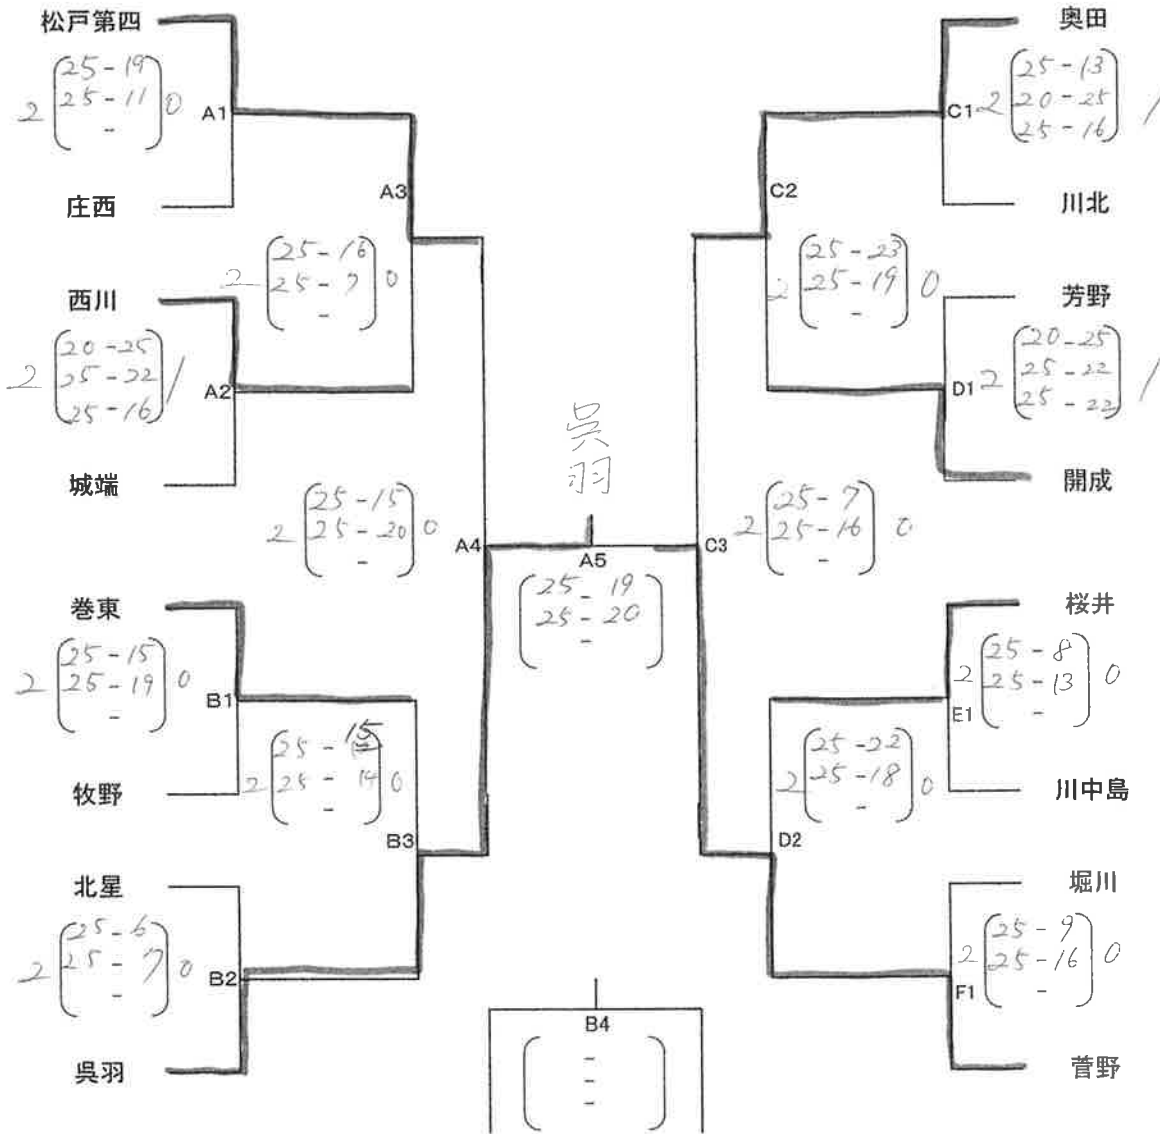 松戸第四
25-19
2 25-11 0
-
A1
庄西
A3
25-16
2 25-7 0
-
西川
20-25
2 25-22 1
25-16
A2
城端
25-15
2 25-20 0
-
A4
巻東
25-15
2 25-19 0
-
B1
牧野
25-15
2 25-14 0
-
B3
北星
25-6
2 25-7 0
-
B2
呉羽
呉羽
A5
25-19
25-20
-
B4
-
-
-
奥田
25-13
C1 2 20-25 1
25-16
川北
C2
25-23
2 25-19 0
-
芳野
20-25
D1 2 25-22 1
25-22
開成
25-7
C3 2 25-16 0
-
桜井
25-8
2 25-13 0
-
E1
川中島
25-22
2 25-18 0
-
D2
堀川
25-9
2 25-16 0
-
F1
菅野